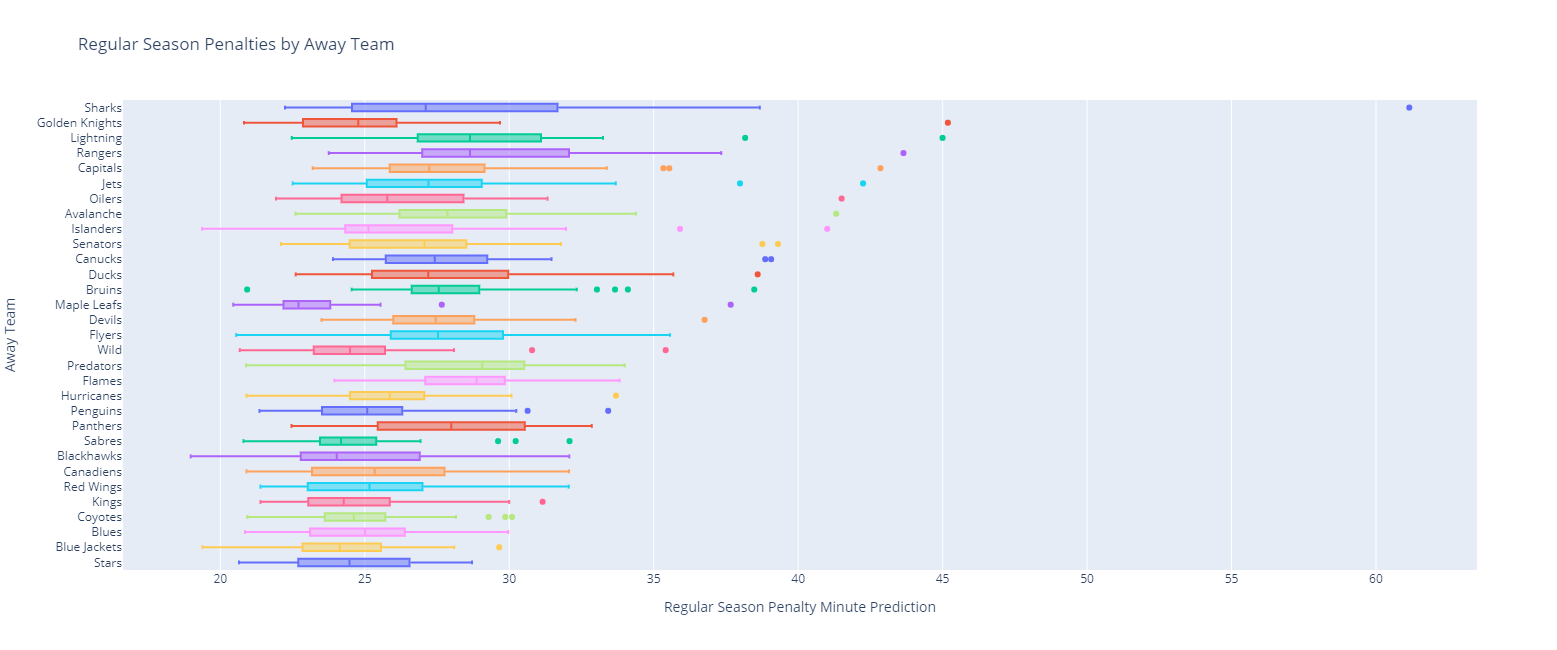 Regular Season Penalties by Away Team
Away Team
Sharks
Golden Knights
Lightning
Rangers
Capitals
Jets
Oilers
Avalanche
Islanders
Senators
Canucks
Ducks
Bruins
Maple Leafs
Devils
Flyers
Wild
Predators
Flames
Hurricanes
Penguins
Panthers
Sabres
Blackhawks
Canadiens
Red Wings
Kings
Coyotes
Blues
Blue Jackets
Stars
20 25 30 35 40 45 50 55 60
Regular Season Penalty Minute Prediction